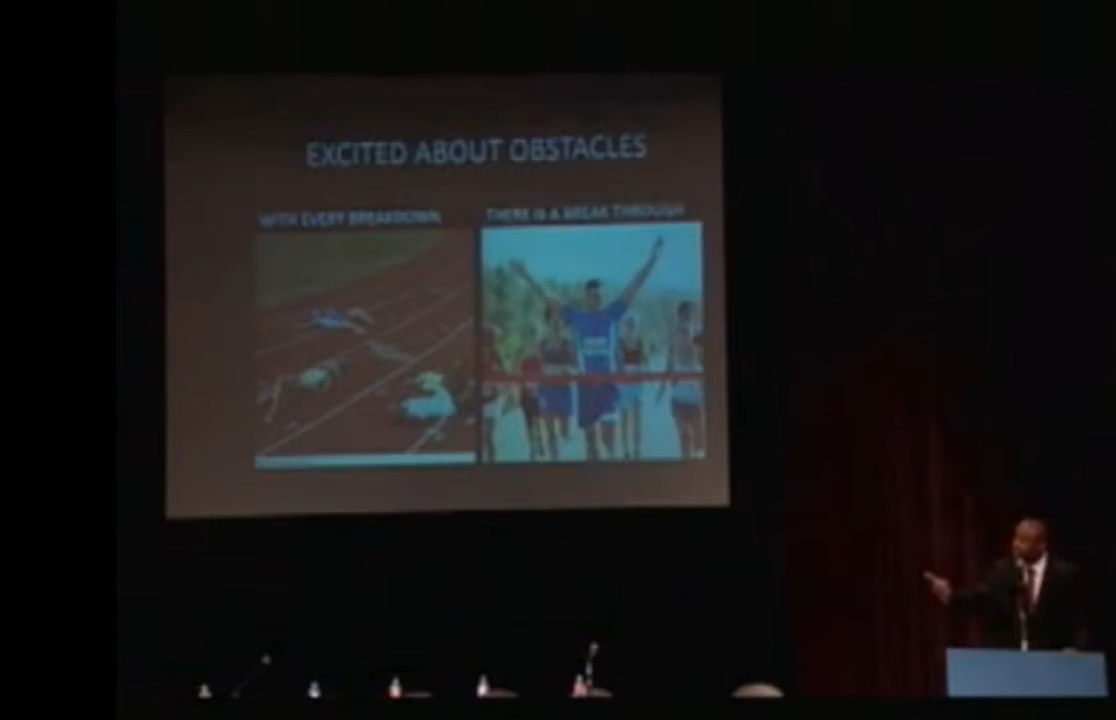 EXCITED ABOUT OBSTACLES
WITH EVERY BREAKDOWN
THERE IS A BREAK THROUGH